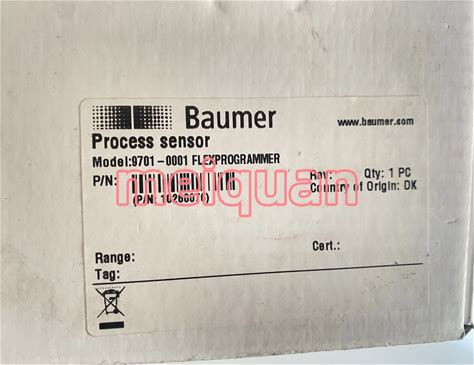 Baumer
www.baumer.com
Process sensor
Model:9701-0001 FLEXPROGRAMMER
P/N:
Rev: Qty: 1 PC
Country of Origin: DK
meiquan
(P/N: 10260070)
Range: Cert.:
Tag: